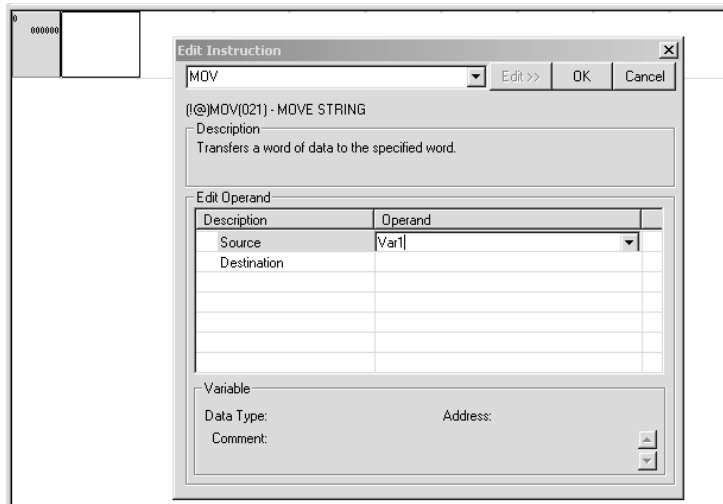 0
000000
Edit Instruction
MOV
Edit >>
OK
Cancel
(!@)MOV(021) - MOVE STRING
Description
Transfers a word of data to the specified word.
Edit Operand
Description Operand
Source Var1
Destination
Variable
Data Type: Address:
Comment: